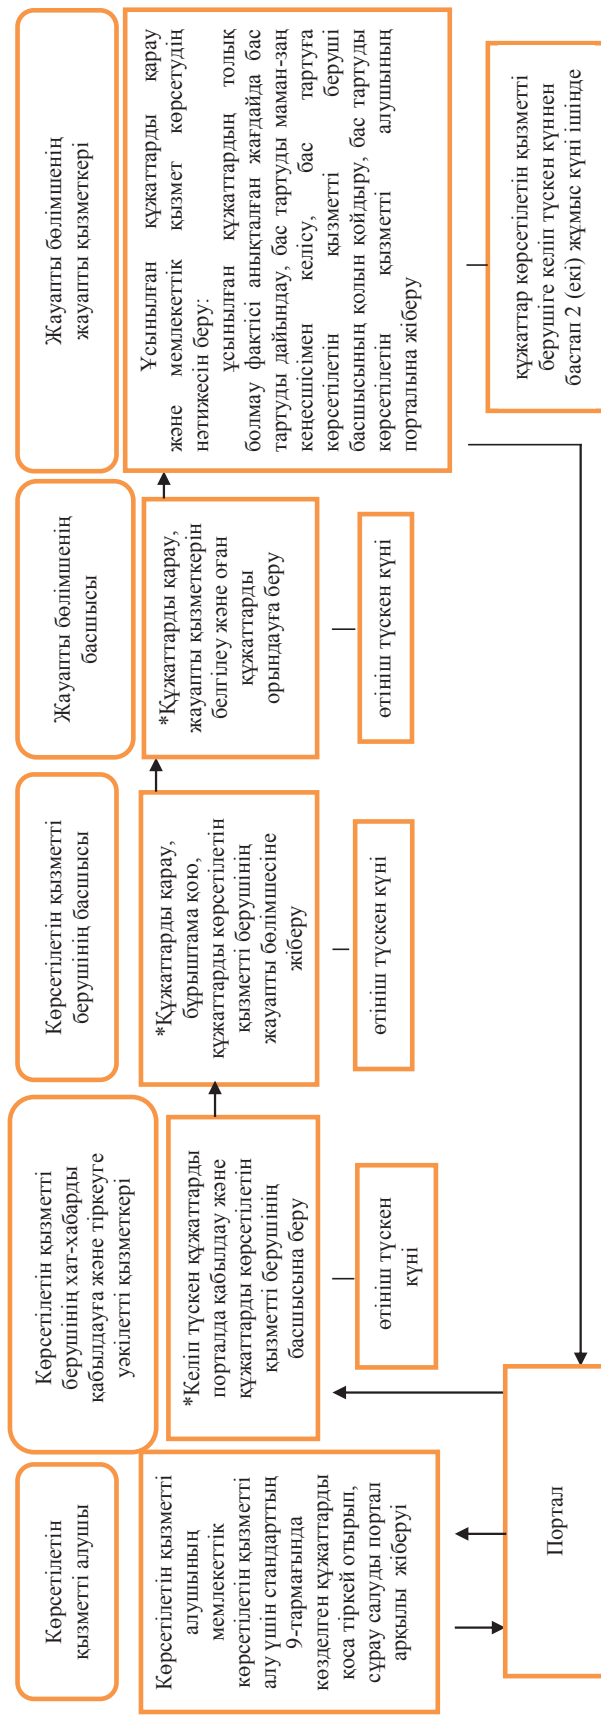 Көрсетілетін
қызметті алушы
Көрсетілетін қызметті
берушінің хат-хабарды
қабылдауға және тіркеуге
уәкілетті қызметкері
Көрсетілетін қызметті
берушінің басшысы
Жауапты бөлімшенің
басшысы
Жауапты бөлімшенің
жауапты қызметкері
Көрсетілетін қызметті
алушының
мемлекеттік
көрсетілетін қызметті
алу үшін стандарттың
9-тармағында
көзделген құжаттарды
қоса тіркей отырып,
сұрау салуды портал
арқылы жіберуі
*Келіп түскен құжаттарды
порталда қабылдау және
құжаттарды көрсетілетін
қызметті берушінің
басшысына беру
*Құжаттарды қарау,
бұрыштама қою,
құжаттарды көрсетілетін
қызметті берушінің
жауапты бөлімшесіне
жіберу
*Құжаттарды қарау,
жауапты қызметкерін
белгілеу және оған
құжаттарды
орындауға беру
Ұсынылған құжаттарды қарау
және мемлекеттік қызмет көрсетудің
нәтижесін беру:
ұсынылған құжаттардың толық
болмау фактісі анықталған жағдайда бас
тартуды дайындау, бас тартуды маман-заң
кеңесшісімен келісу, бас тартуға
көрсетілетін қызметті беруші
басшысының қолын қойдыру, бас тартуды
көрсетілетін қызметті алушының
порталына жіберу
өтініш түскен
күні
өтініш түскен күні
өтініш түскен күні
құжаттар көрсетілетін қызметті
берушіге келіп түскен күннен
бастап 2 (екі) жұмыс күні ішінде
Портал